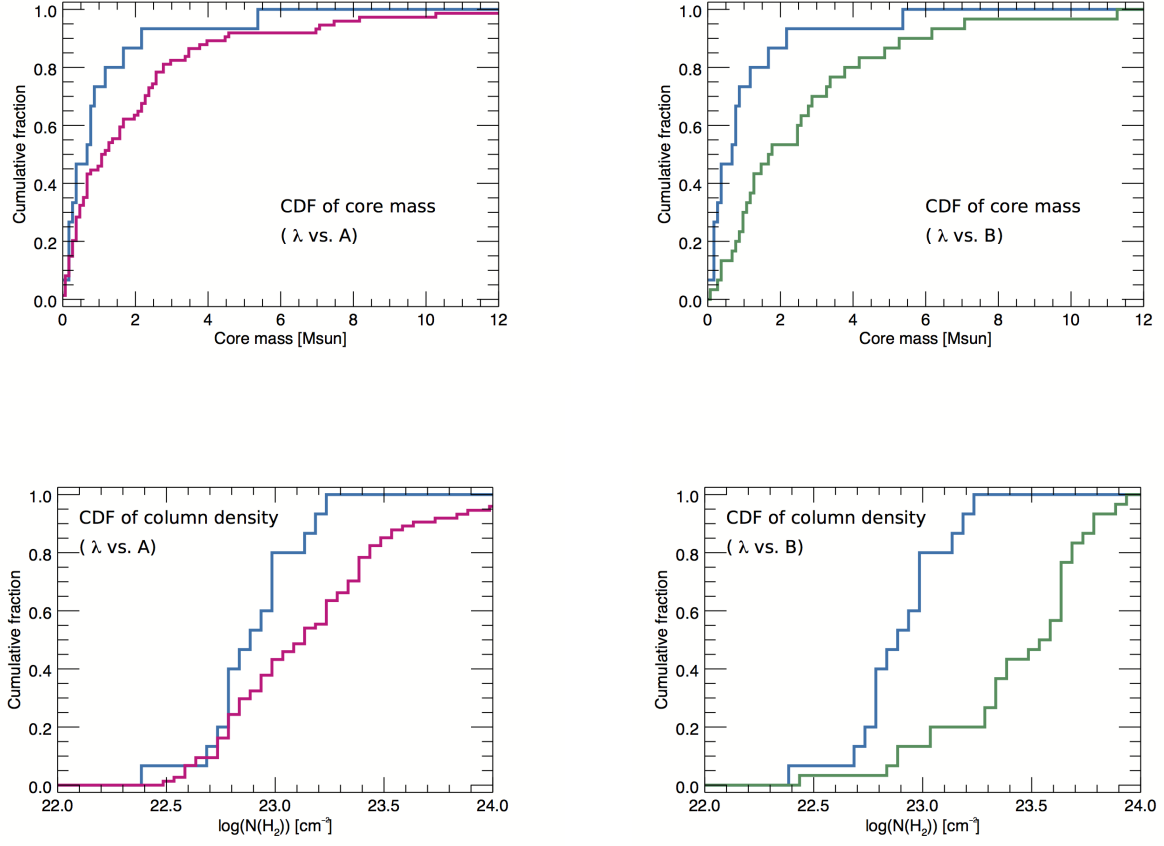 1.0
0.8
0.6
0.4
0.2
0.0
Cumulative fraction
CDF of core mass
( λ vs. A)
0 2 4 6 8 10 12
Core mass [Msun]
1.0
0.8
0.6
0.4
0.2
0.0
Cumulative fraction
CDF of core mass
( λ vs. B)
0 2 4 6 8 10 12
Core mass [Msun]
1.0
0.8
0.6
0.4
0.2
0.0
Cumulative fraction
CDF of column density
( λ vs. A)
22.0 22.5 23.0 23.5 24.0
log(N(H₂)) [cm⁻²]
1.0
0.8
0.6
0.4
0.2
0.0
Cumulative fraction
CDF of column density
( λ vs. B)
22.0 22.5 23.0 23.5 24.0
log(N(H₂)) [cm⁻²]